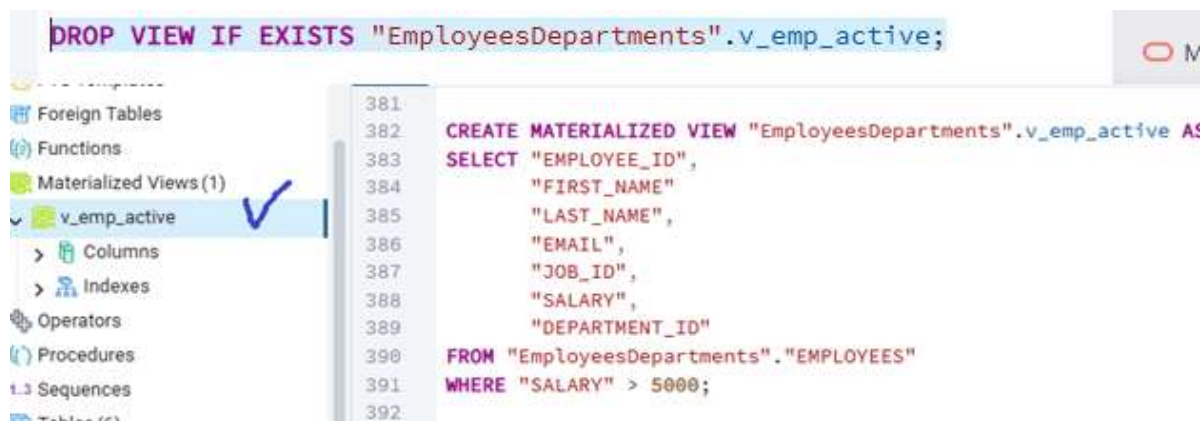 DROP VIEW IF EXISTS "EmployeesDepartments".v_emp_active;
M
Foreign Tables
Functions
Materialized Views (1)
v_emp_active
Columns
Indexes
Operators
Procedures
1..3 Sequences
381
382 CREATE MATERIALIZED VIEW "EmployeesDepartments".v_emp_active AS
383 SELECT "EMPLOYEE_ID",
384 "FIRST_NAME"
385 "LAST_NAME",
386 "EMAIL",
387 "JOB_ID",
388 "SALARY",
389 "DEPARTMENT_ID"
390 FROM "EmployeesDepartments"."EMPLOYEES"
391 WHERE "SALARY" > 5000;
392